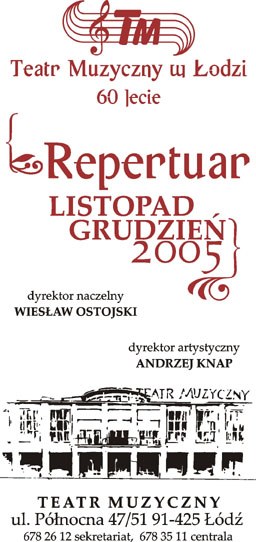 TM
Teatr Muzyczny w Łodzi
60 lecie
Repertuar
LISTOPAD
GRUDZIEŃ
2005
dyrektor naczelny
WIESŁAW OSTOJSKI
dyrektor artystyczny
ANDRZEJ KNAP
TEATR MUZYCZNY
TEATR MUZYCZNY
ul. Północna 47/51 91-425 Łódź
678 26 12 sekretariat, 678 35 11 centrala